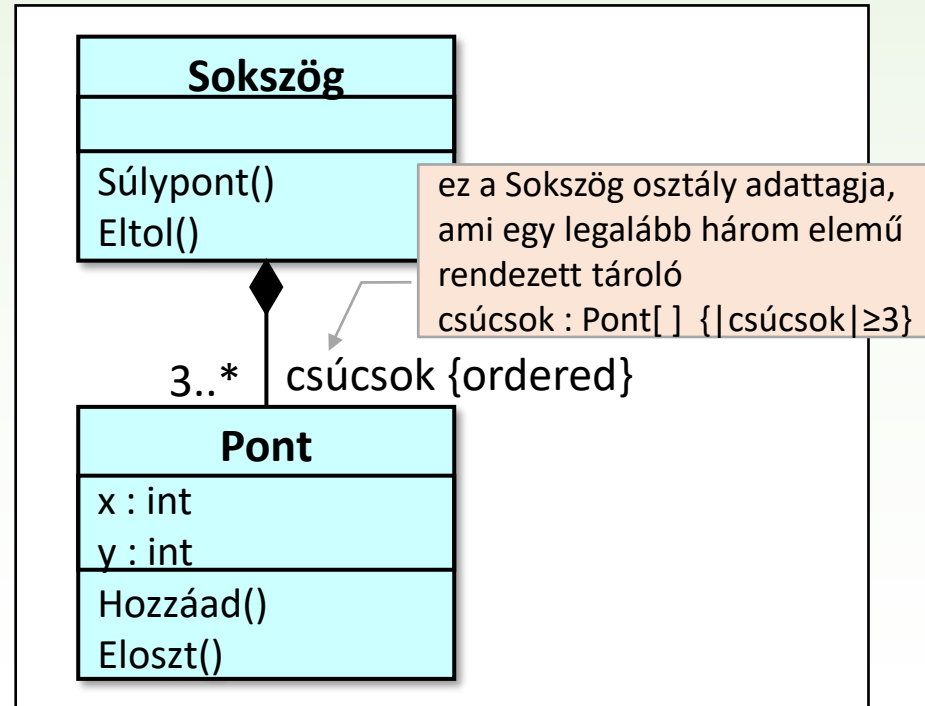 Sokszög
Súlypont()
Eltol()
ez a Sokszög osztály adattagja,
ami egy legalább három elemű
rendezett tároló
csúcsok : Pont[ ] {|csúcsok|≥3}
3..* csúcsok {ordered}
Pont
x : int
y : int
Hozzáad()
Eloszt()